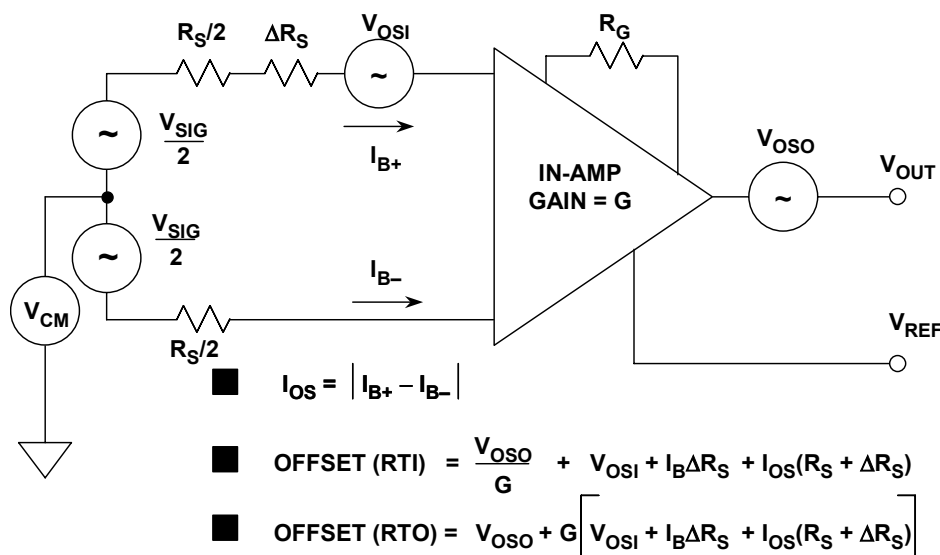 R_S/2 ΔR_S V_OSI R_G
~
~ V_SIG/2
I_B+
IN-AMP
GAIN = G
V_OSO
~
V_OUT
~ V_SIG/2
I_B–
V_CM
R_S/2
V_REF
■ I_OS = | I_B+ – I_B– |
■ OFFSET (RTI) = V_OSO/G + V_OSI + I_BΔR_S + I_OS(R_S + ΔR_S)
■ OFFSET (RTO) = V_OSO + G[V_OSI + I_BΔR_S + I_OS(R_S + ΔR_S)]